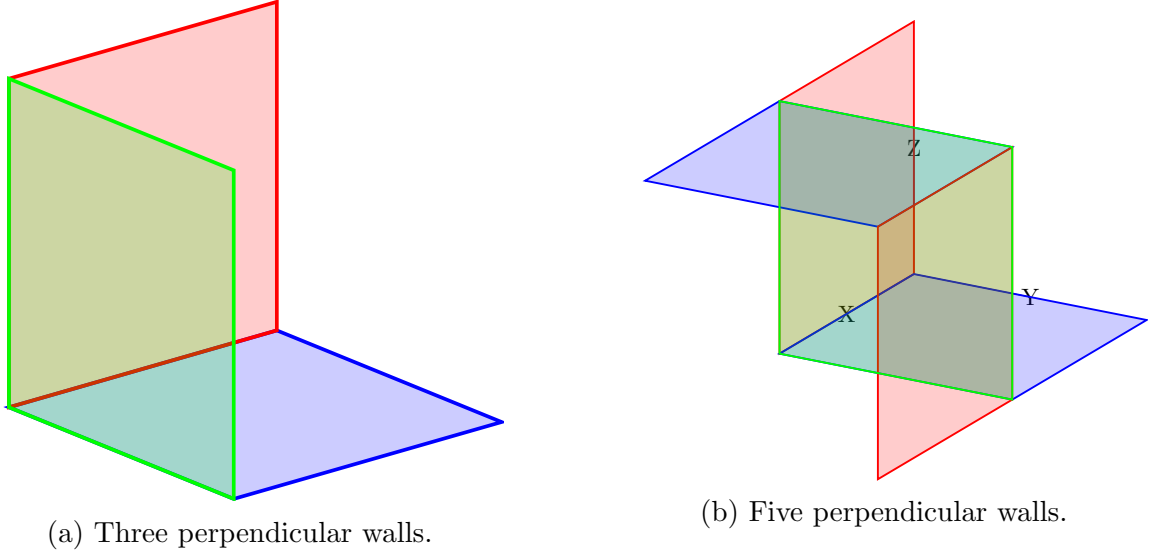 Z
Y
X
(a) Three perpendicular walls.
(b) Five perpendicular walls.